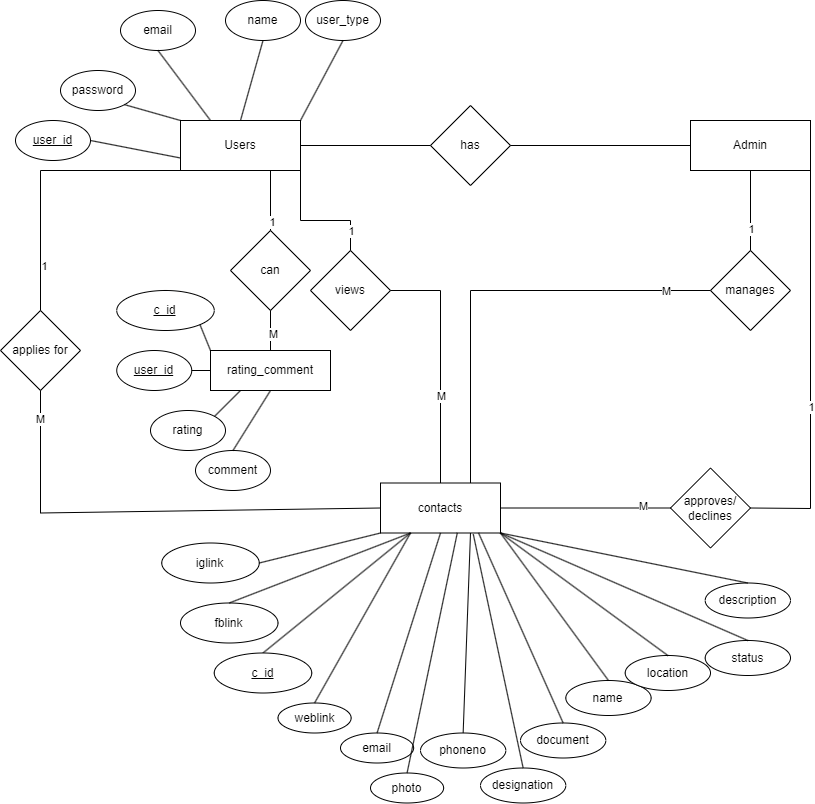 name
user_type
email
password
user_id
Users
has
Admin
1
1
1
can
1
views
manages
M
c_id
M
applies for
user_id
rating_comment
M
1
M
rating
comment
contacts
M
approves/
declines
iglink
description
fblink
status
c_id
location
name
weblink
document
email
phoneno
photo
designation